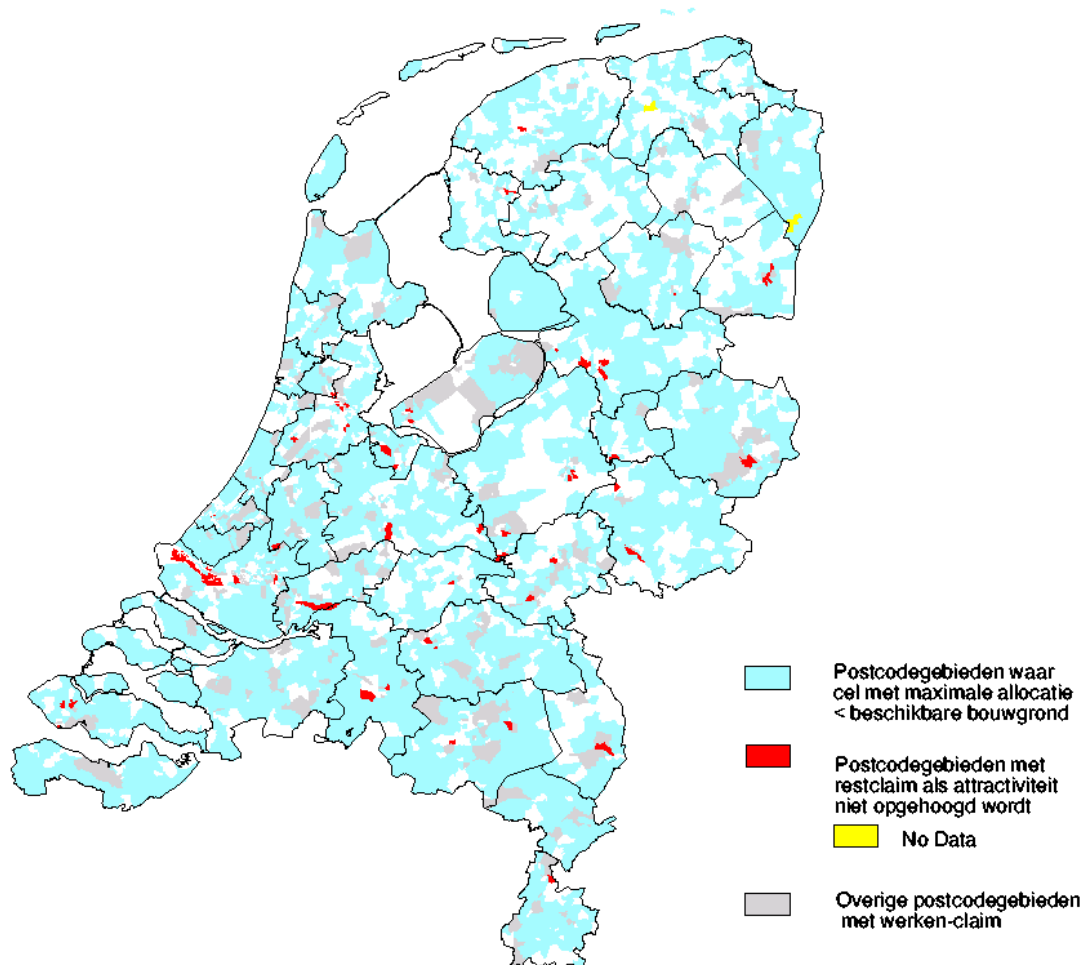 Postcodegebieden waar
cel met maximale allocatie
< beschikbare bouwgrond
Postcodegebieden met
restclaim als attractiviteit
niet opgehoogd wordt
No Data
Overige postcodegebieden
met werken-claim